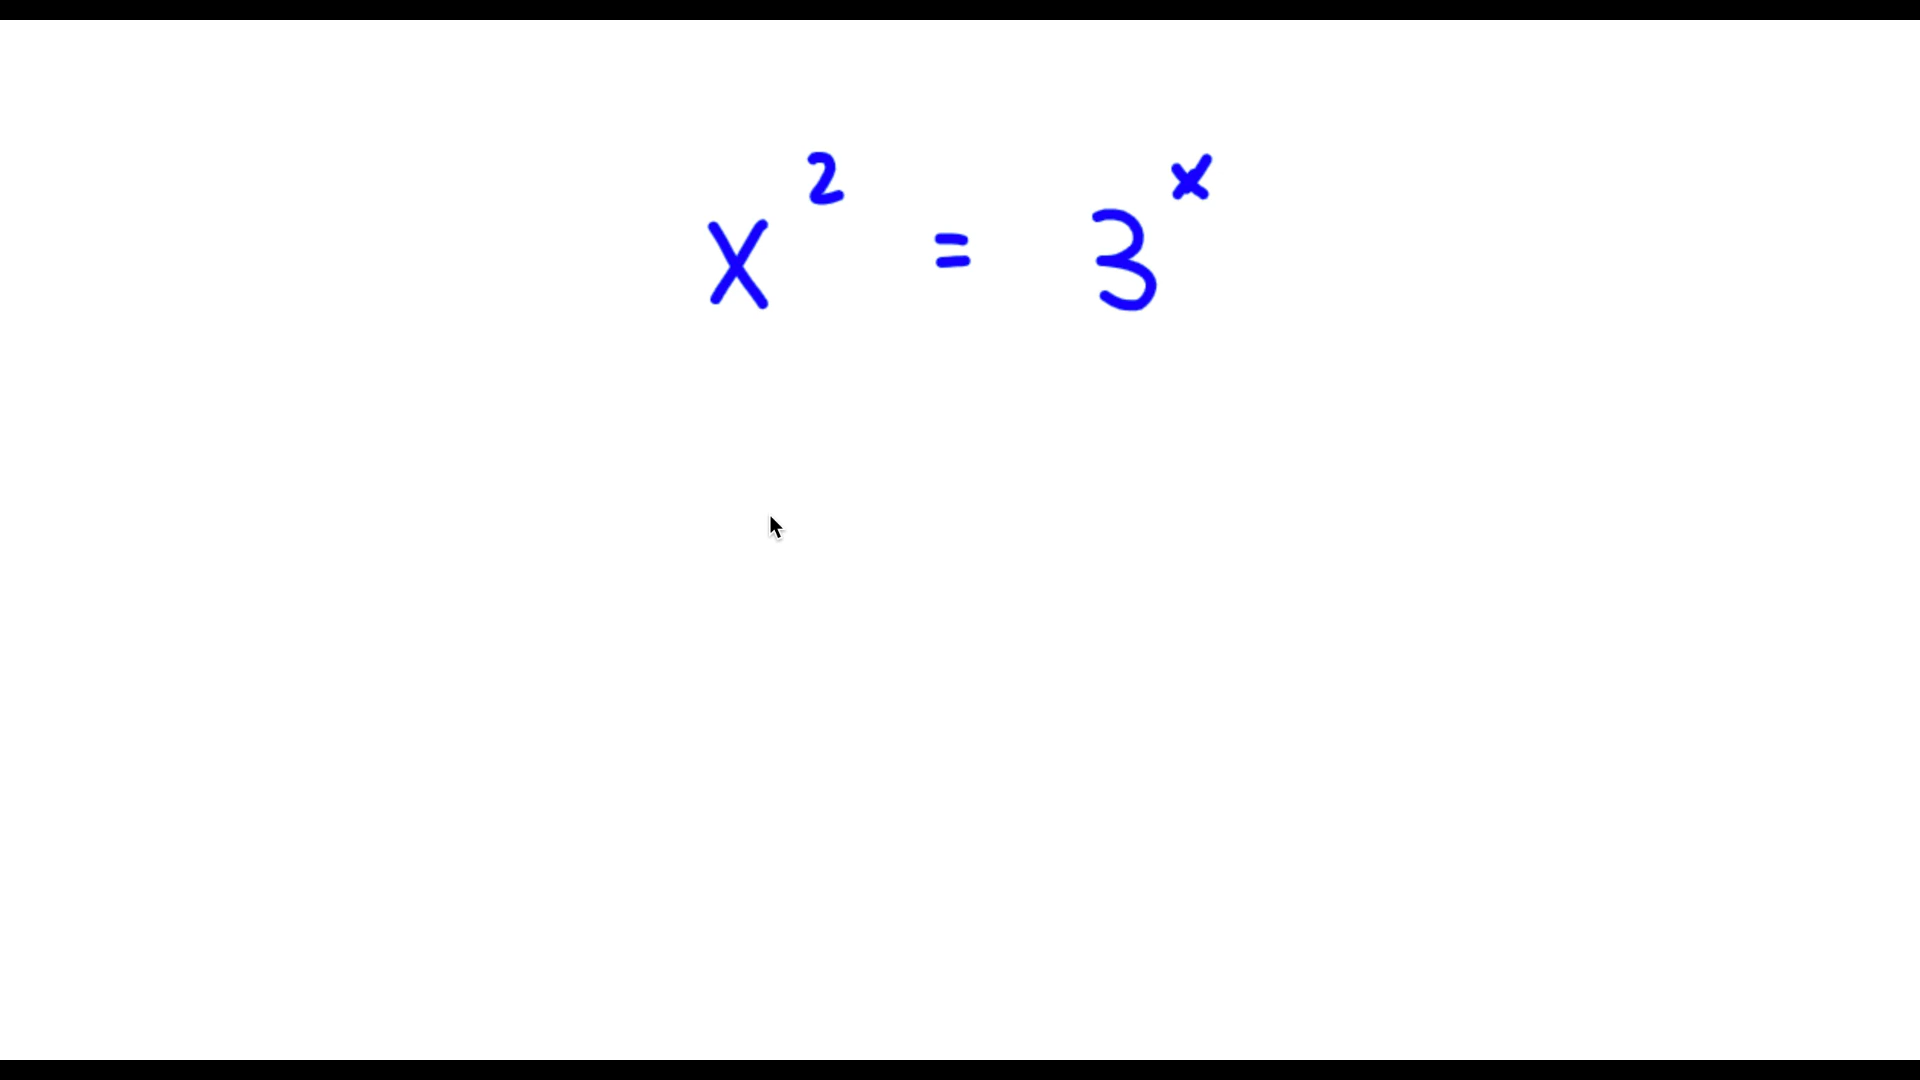 x² = 3ˣ